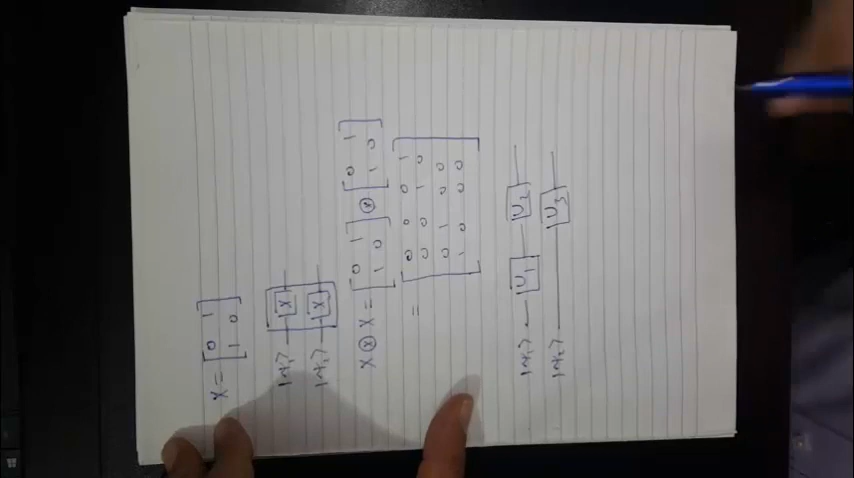 X = [0 1
1 0]
|ψ₁⟩ X
|ψ₂⟩ X
X ⊗ X = [0 1 ⊗ [0 1
1 0] 1 0]
= [0 0 0 1
0 0 1 0
0 1 0 0
1 0 0 0]
|ψ₁⟩ U₁ U₂
|ψ₂⟩ U₃